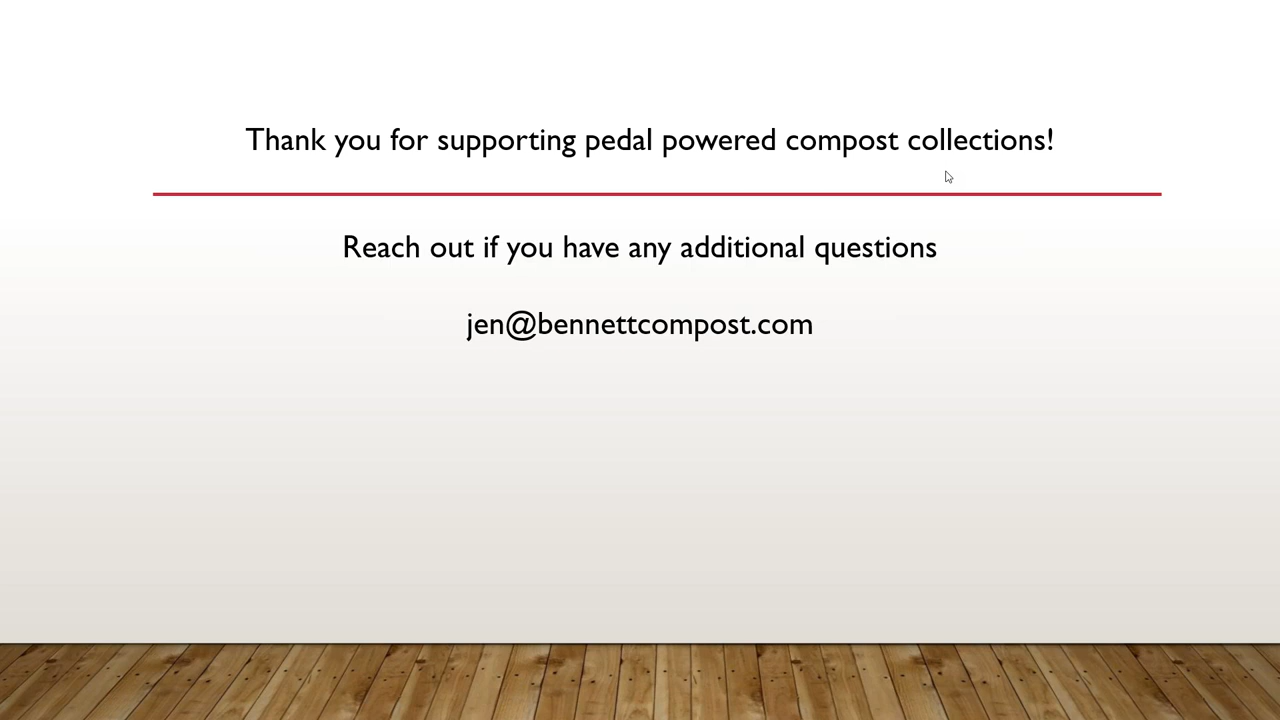 Thank you for supporting pedal powered compost collections!
Reach out if you have any additional questions
jen@bennettcompost.com